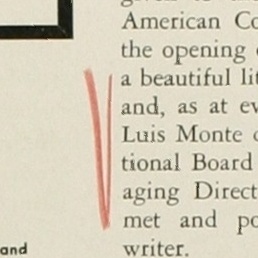 American Co
the opening
a beautiful lit
and, as at ev
Luis Monte
tional Board
aging Direct
met and po
writer.
and